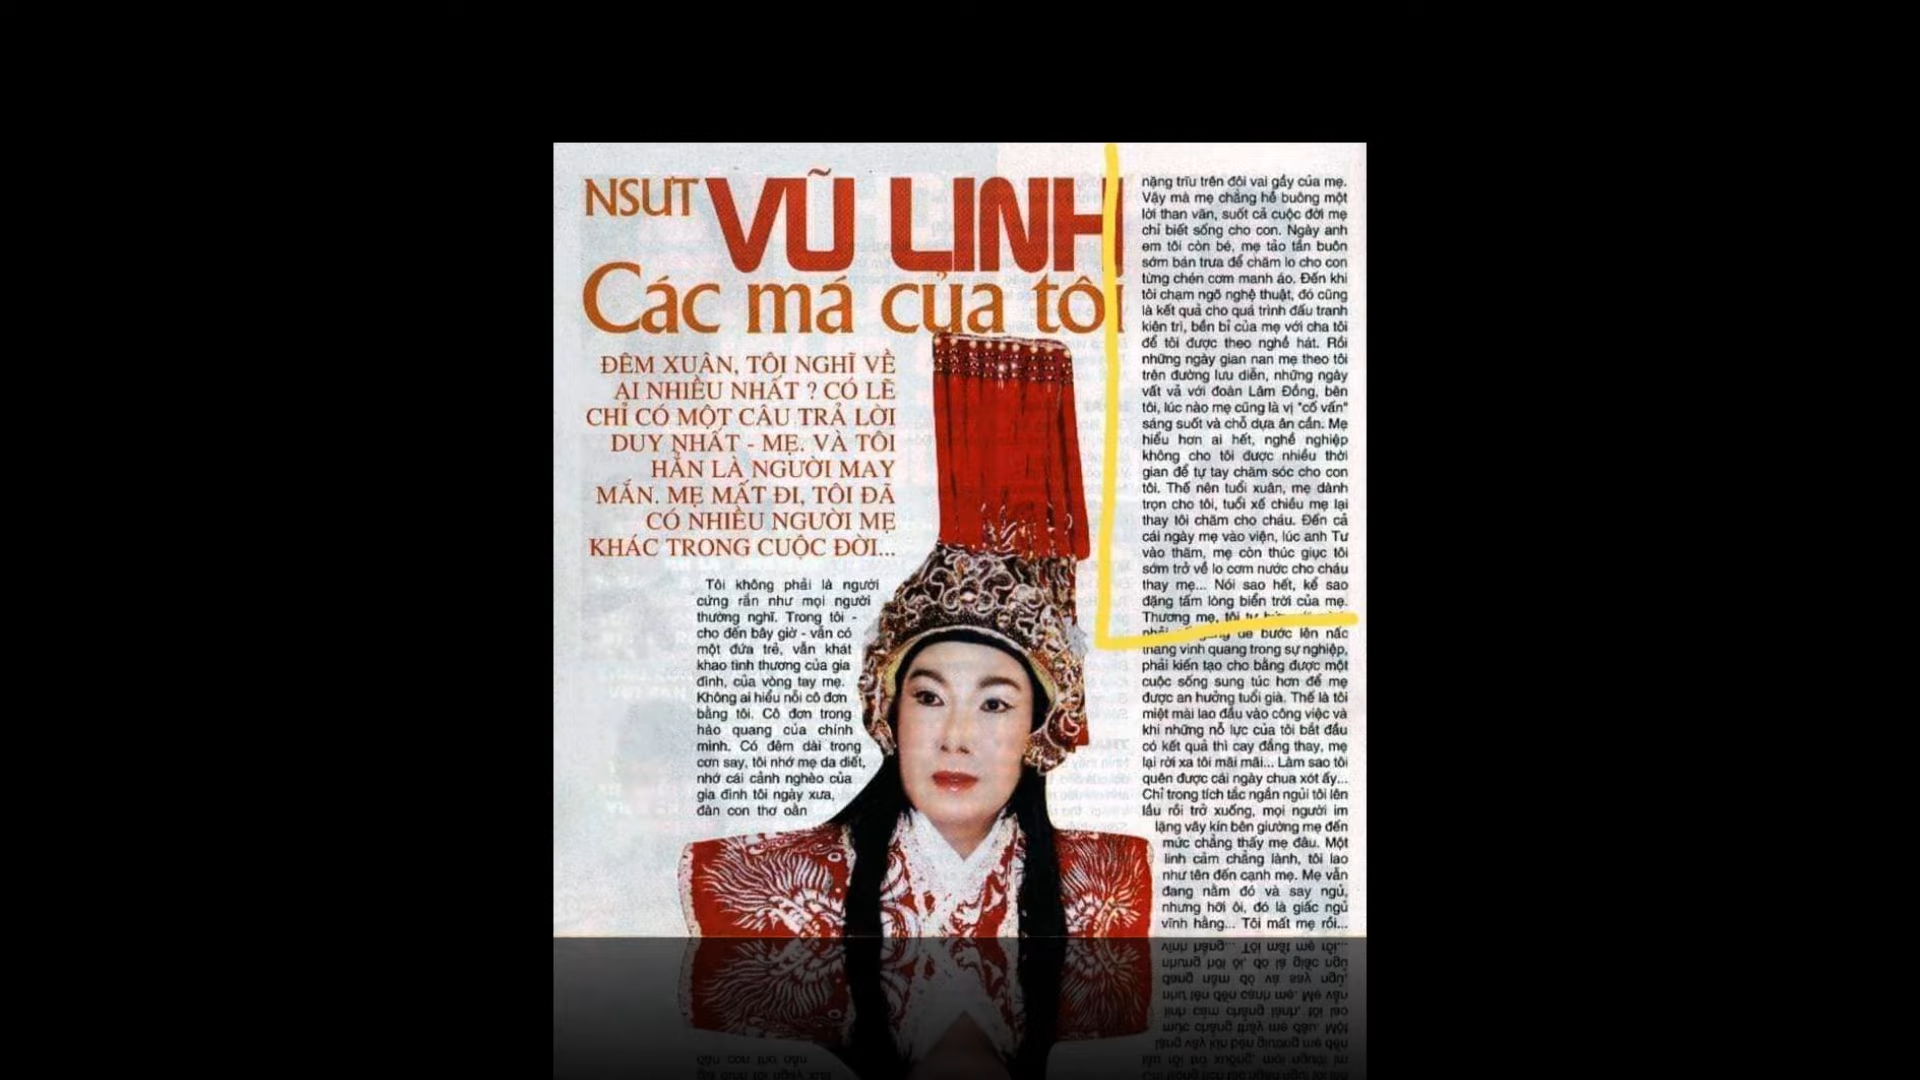 NSƯT VŨ LINH
Các má của tôi
ĐÊM XUÂN, TÔI NGHĨ VỀ
AI NHIỀU NHẤT ? CÓ LẼ
CHỈ CÓ MỘT CÂU TRẢ LỜI
DUY NHẤT - MẸ. VÀ TÔI
HẲN LÀ NGƯỜI MAY
MẮN. MẸ MẤT ĐI, TÔI ĐÃ
CÓ NHIỀU NGƯỜI MẸ
KHÁC TRONG CUỘC ĐỜI...
Tôi không phải là người
cứng rắn như mọi người
thường nghĩ. Trong tôi -
cho đến bây giờ - vẫn có
một đứa trẻ, vẫn khát
khao tình thương của gia
đình, của vòng tay mẹ.
Không ai hiểu nỗi cô đơn
bằng tôi. Cô đơn trong
hào quang của chính
mình. Có đêm dài trong
cơn say, tôi nhớ mẹ da diết,
nhớ cái cảnh nghèo của
gia đình tôi ngày xưa,
đàn con thơ oằn
nặng trĩu trên đôi vai gầy của mẹ.
Vậy mà mẹ chẳng hề buông một
lời than vãn, suốt cả cuộc đời mẹ
chỉ biết sống cho con. Ngày anh
em tôi còn bé, mẹ tảo tần buôn
sớm bán trưa để chăm lo cho con
từng chén cơm manh áo. Đến khi
tôi chạm ngõ nghệ thuật, đó cũng
là kết quả cho quá trình đấu tranh
kiên trì, bền bỉ của mẹ với cha tôi
để tôi được theo nghề hát. Rồi
những ngày gian nan mẹ theo tôi
trên đường lưu diễn, những ngày
vất vả với đoàn Lâm Đồng, bên
tôi, lúc nào mẹ cũng là vị "cố vấn"
sáng suốt và chỗ dựa ân cần. Mẹ
hiểu hơn ai hết, nghề nghiệp
không cho tôi được nhiều thời
gian để tự tay chăm sóc cho con
tôi. Thế nên tuổi xuân, mẹ dành
trọn cho tôi, tuổi xế chiều mẹ lại
thay tôi chăm cho cháu. Đến cả
cái ngày mẹ vào viện, lúc anh Tư
vào thăm, mẹ còn thúc giục tôi
sớm trở về lo cơm nước cho cháu
thay mẹ... Nói sao hết, kể sao
đặng tấm lòng biển trời của mẹ.
Thương mẹ, tôi tự
để bước lên nấc
thang vinh quang trong sự nghiệp,
phải kiến tạo cho bằng được một
cuộc sống sung túc hơn để mẹ
được an hưởng tuổi già. Thế là tôi
miệt mài lao đầu vào công việc và
khi những nỗ lực của tôi bắt đầu
có kết quả thì cay đắng thay, mẹ
lại rời xa tôi mãi mãi... Làm sao tôi
quên được cái ngày chua xót ấy...
Chỉ trong tích tắc ngắn ngủi tôi lên
lầu rồi trở xuống, mọi người im
lặng vây kín bên giường mẹ đến
mức chẳng thấy mẹ đâu. Một
linh cảm chẳng lành, tôi lao
như tên đến cạnh mẹ. Mẹ vẫn
đang nằm đó và say ngủ,
nhưng hỡi ôi, đó là giấc ngủ
vĩnh hằng... Tôi mất mẹ rồi...